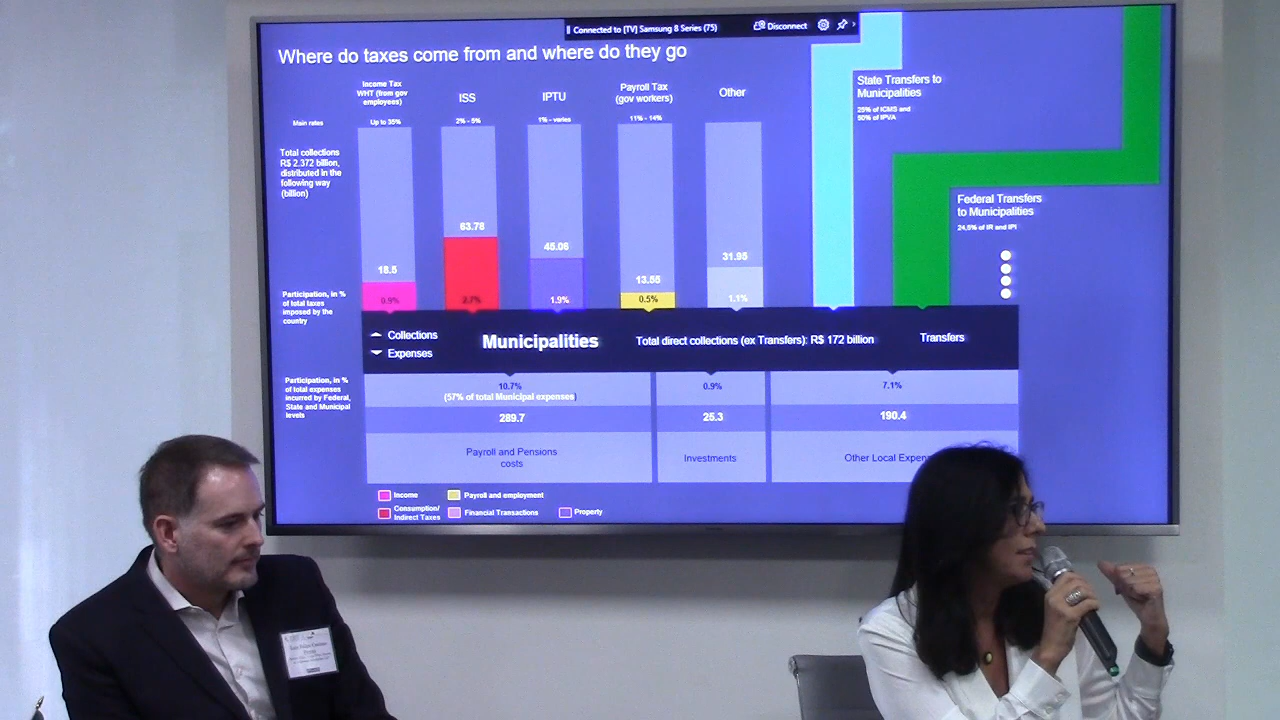 Connected to [TV] Samsung 8 Series (75)
Disconnect
Where do taxes come from and where do they go
Income Tax
WHT (from gov
employees)
ISS
IPTU
Payroll Tax
(gov workers)
Other
State Transfers to
Municipalities
25% of ICMS and
50% of IPVA
Main rates
Up to 35%
2% - 5%
1% - varies
11% - 14%
Total collections
R$ 2.372 billion,
distributed in the
following way
(billion)
Federal Transfers
to Municipalities
24,5% of IR and IPI
18.5
63.78
45.06
13.55
31.95
Participation, in %
of total taxes
imposed by the
country
0.9%
2.7%
1.9%
0.5%
1.1%
Collections
Expenses
Municipalities
Total direct collections (ex Transfers): R$ 172 billion
Transfers
Participation, in %
of total expenses
incurred by Federal,
State and Municipal
levels
10.7%
(57% of total Municipal expenses)
0.9%
7.1%
289.7
25.3
190.4
Payroll and Pensions
costs
Investments
Other Local
Income
Payroll and employment
Consumption/
Indirect Taxes
Financial Transactions
Property